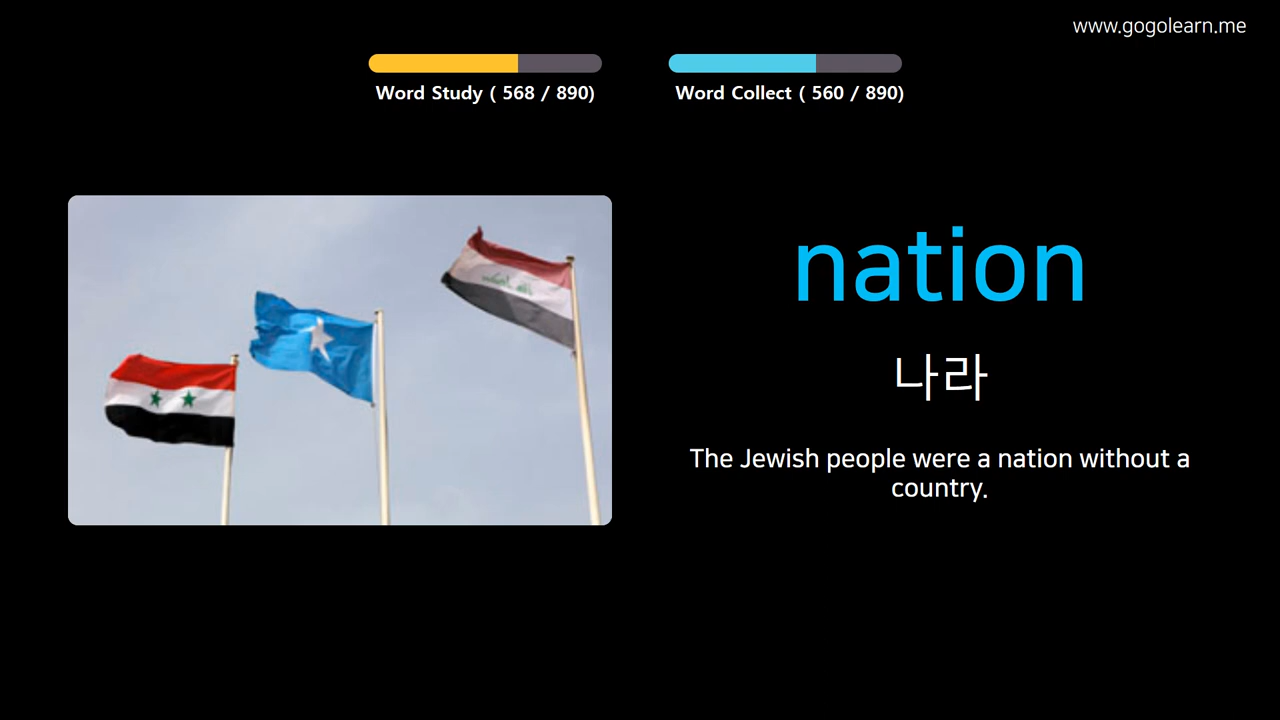 www.gogolearn.me
Word Study ( 568 / 890)
Word Collect ( 560 / 890)
nation
나라
The Jewish people were a nation without a
country.